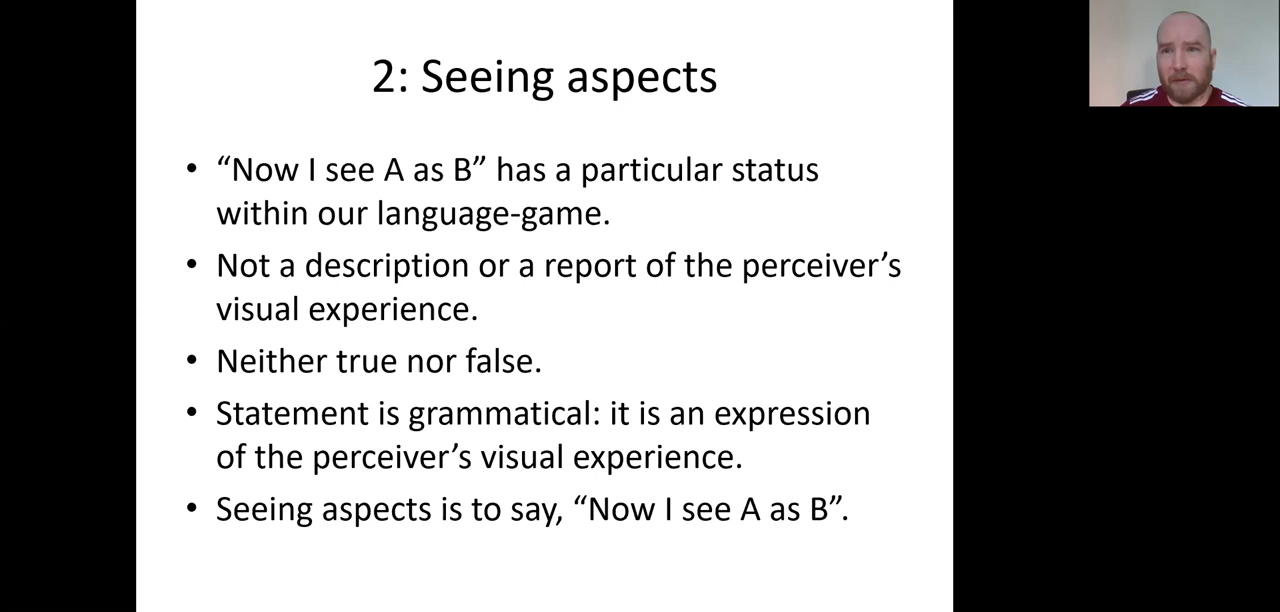 2: Seeing aspects
• “Now I see A as B” has a particular status
within our language-game.
• Not a description or a report of the perceiver’s
visual experience.
• Neither true nor false.
• Statement is grammatical: it is an expression
of the perceiver’s visual experience.
• Seeing aspects is to say, “Now I see A as B”.